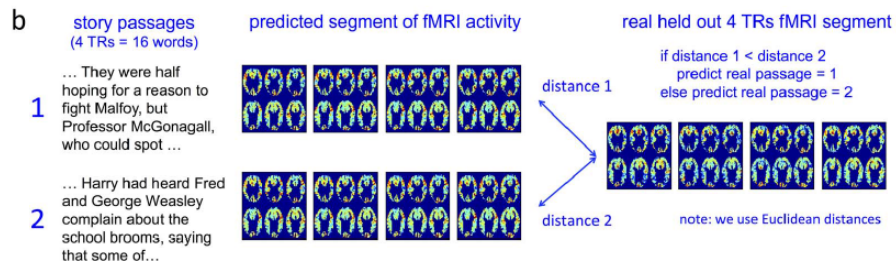 b
story passages
(4 TRs = 16 words)
predicted segment of fMRI activity
real held out 4 TRs fMRI segment
1
... They were half
hoping for a reason to
fight Malfoy, but
Professor McGonagall,
who could spot ...
distance 1
if distance 1 < distance 2
predict real passage = 1
else predict real passage = 2
2
... Harry had heard Fred
and George Weasley
complain about the
school brooms, saying
that some of...
distance 2
note: we use Euclidean distances